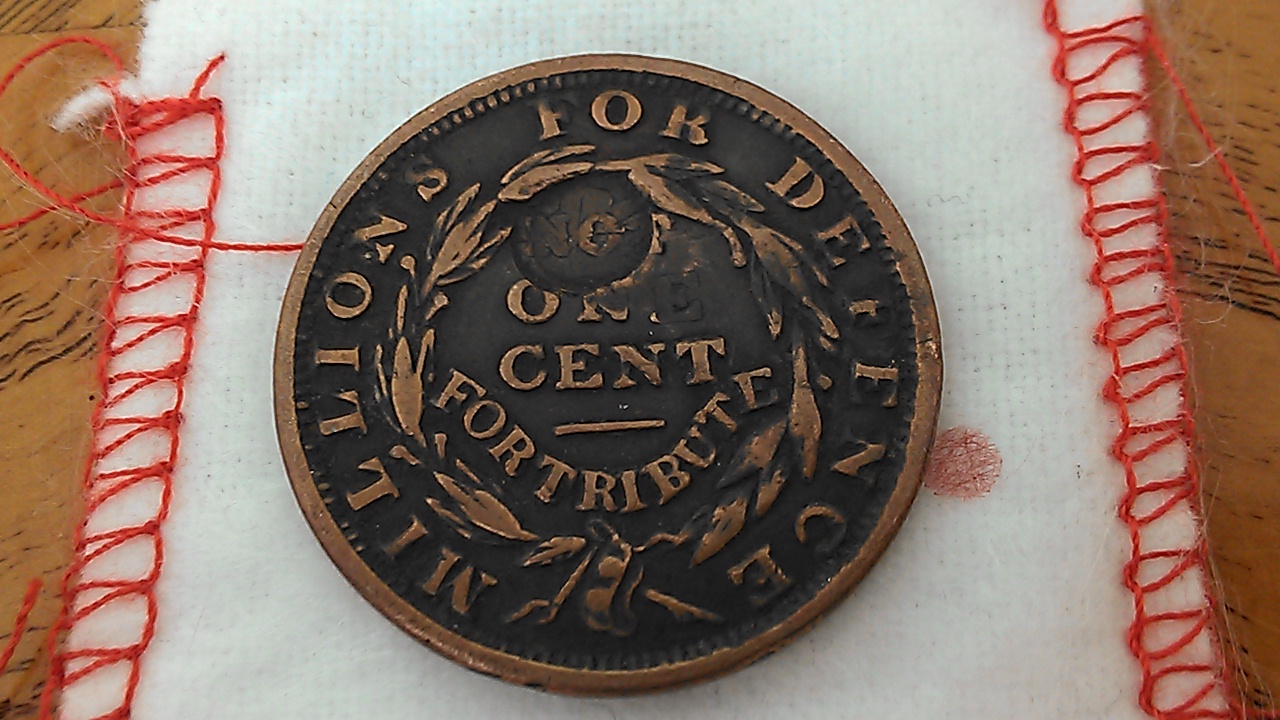 MILLIONS FOR DEFENCE
ONE
CENT
FOR TRIBUTE